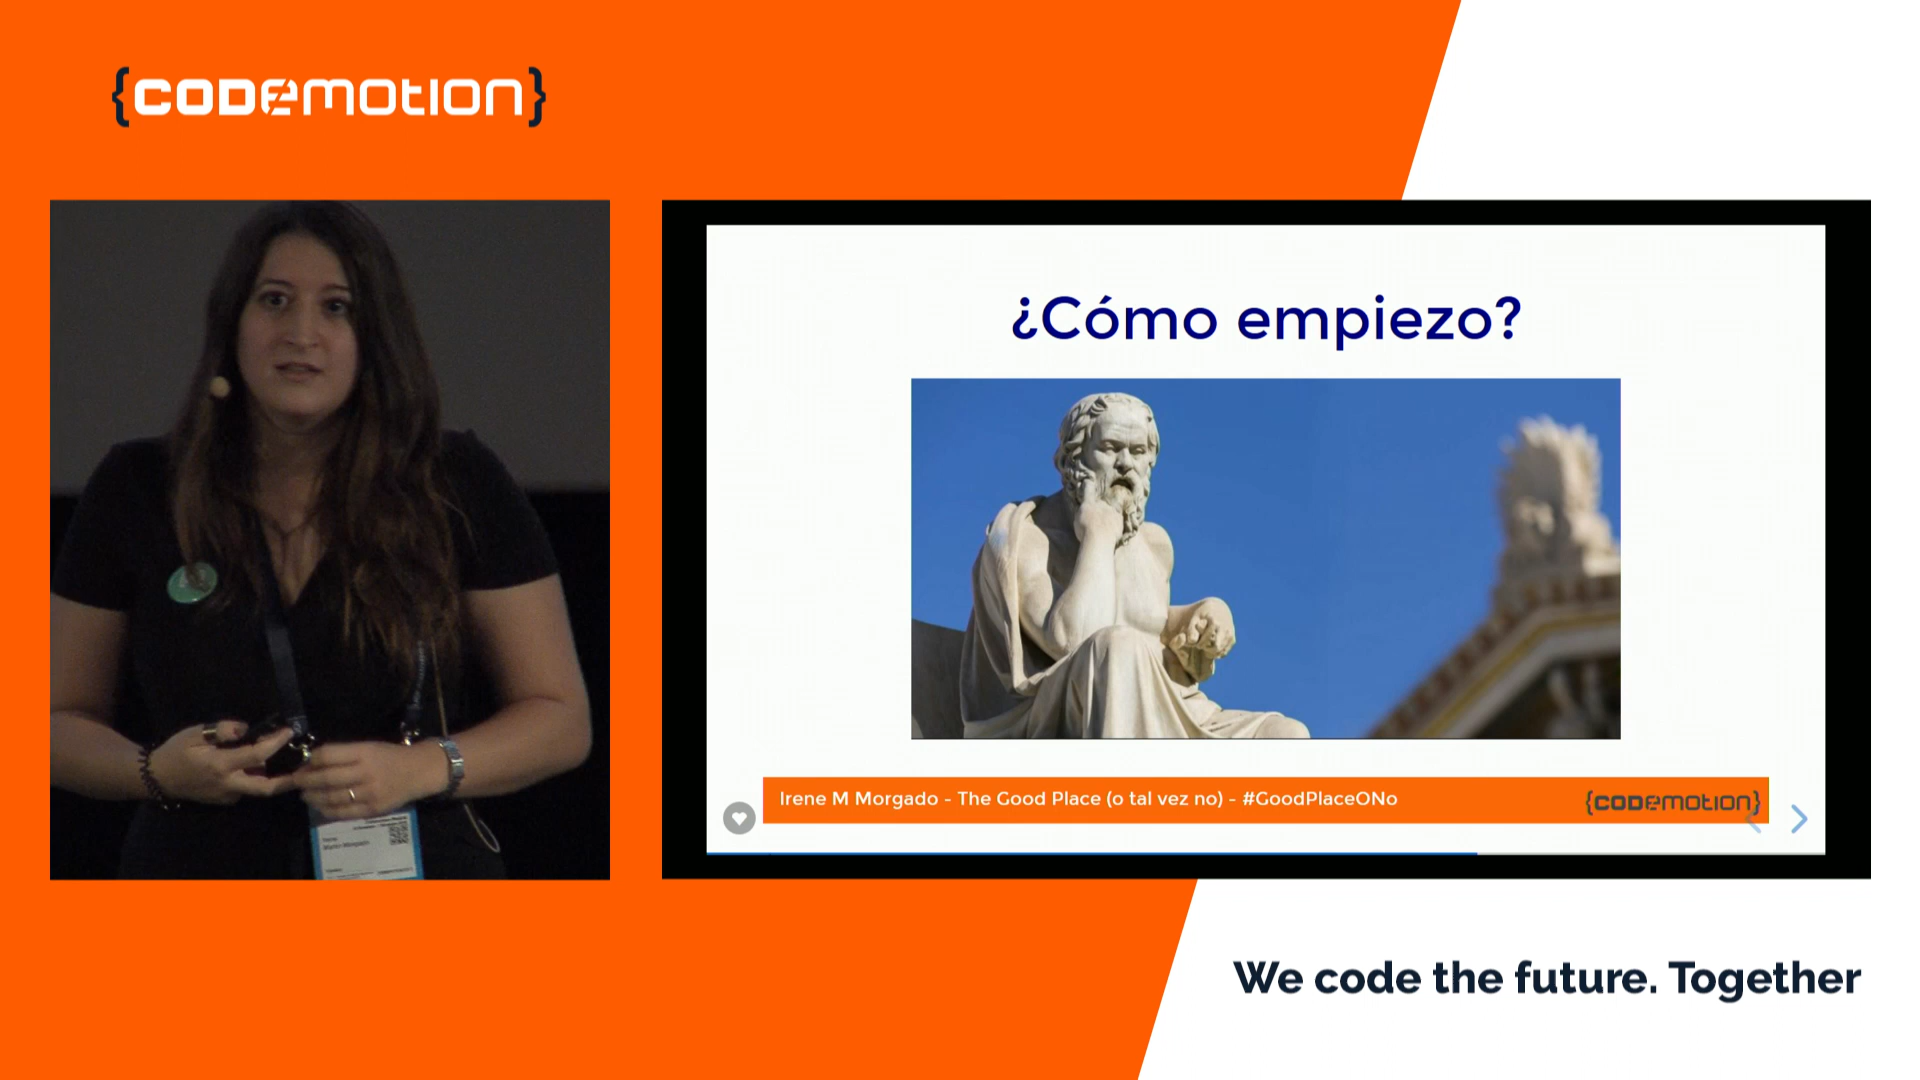 {CODEMOTION}
¿Cómo empiezo?
Irene M Morgado - The Good Place (o tal vez no) - #GoodPlaceONo
{CODEMOTION}
We code the future. Together